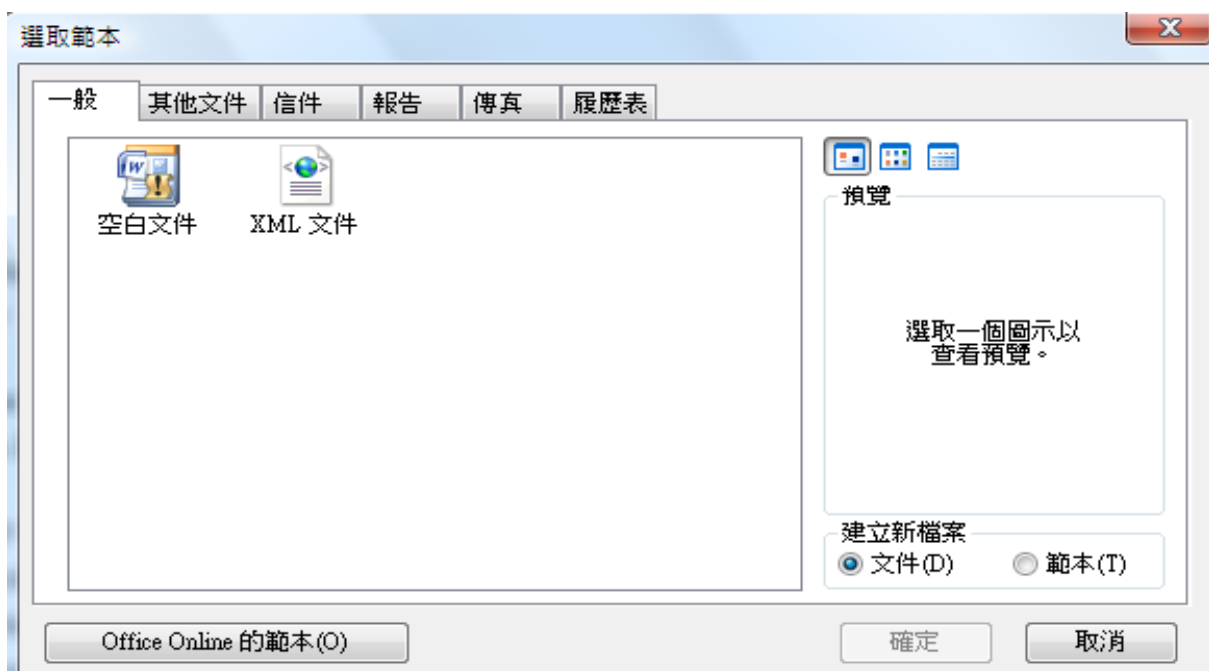 選取範本
一般
其他文件
信件
報告
傳真
履歷表
空白文件
XML 文件
預覽
選取一個圖示以
查看預覽。
建立新檔案
文件(D)
範本(T)
Office Online 的範本(O)
確定
取消